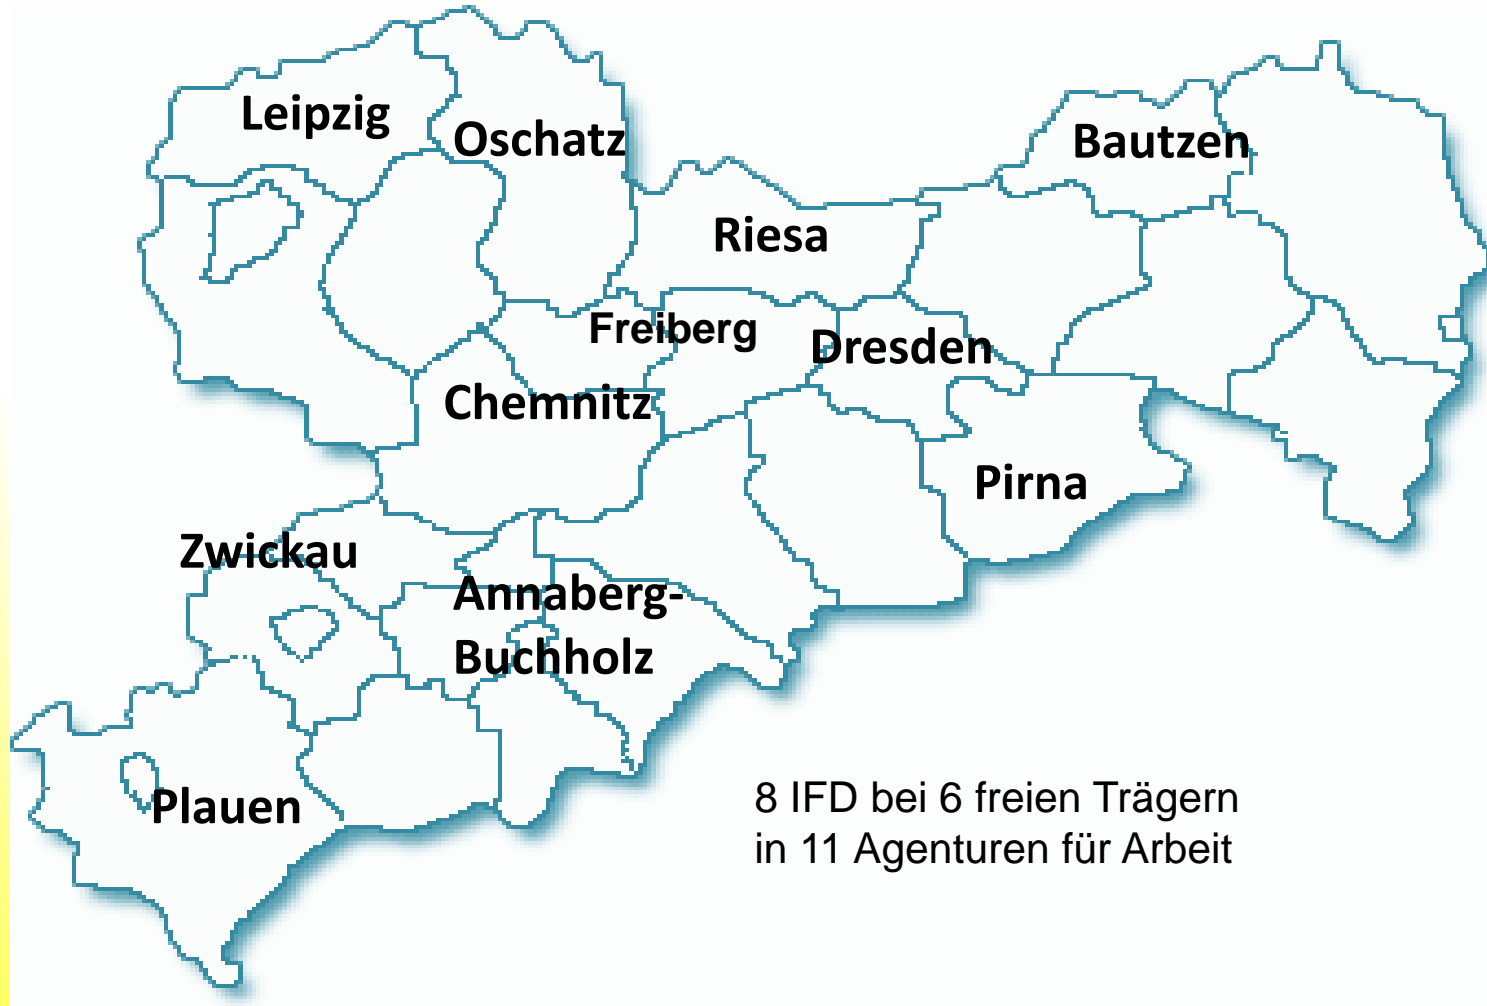 Leipzig
Oschatz
Bautzen
Riesa
Freiberg
Dresden
Chemnitz
Pirna
Zwickau
Annaberg-
Buchholz
Plauen
8 IFD bei 6 freien Trägern
in 11 Agenturen für Arbeit